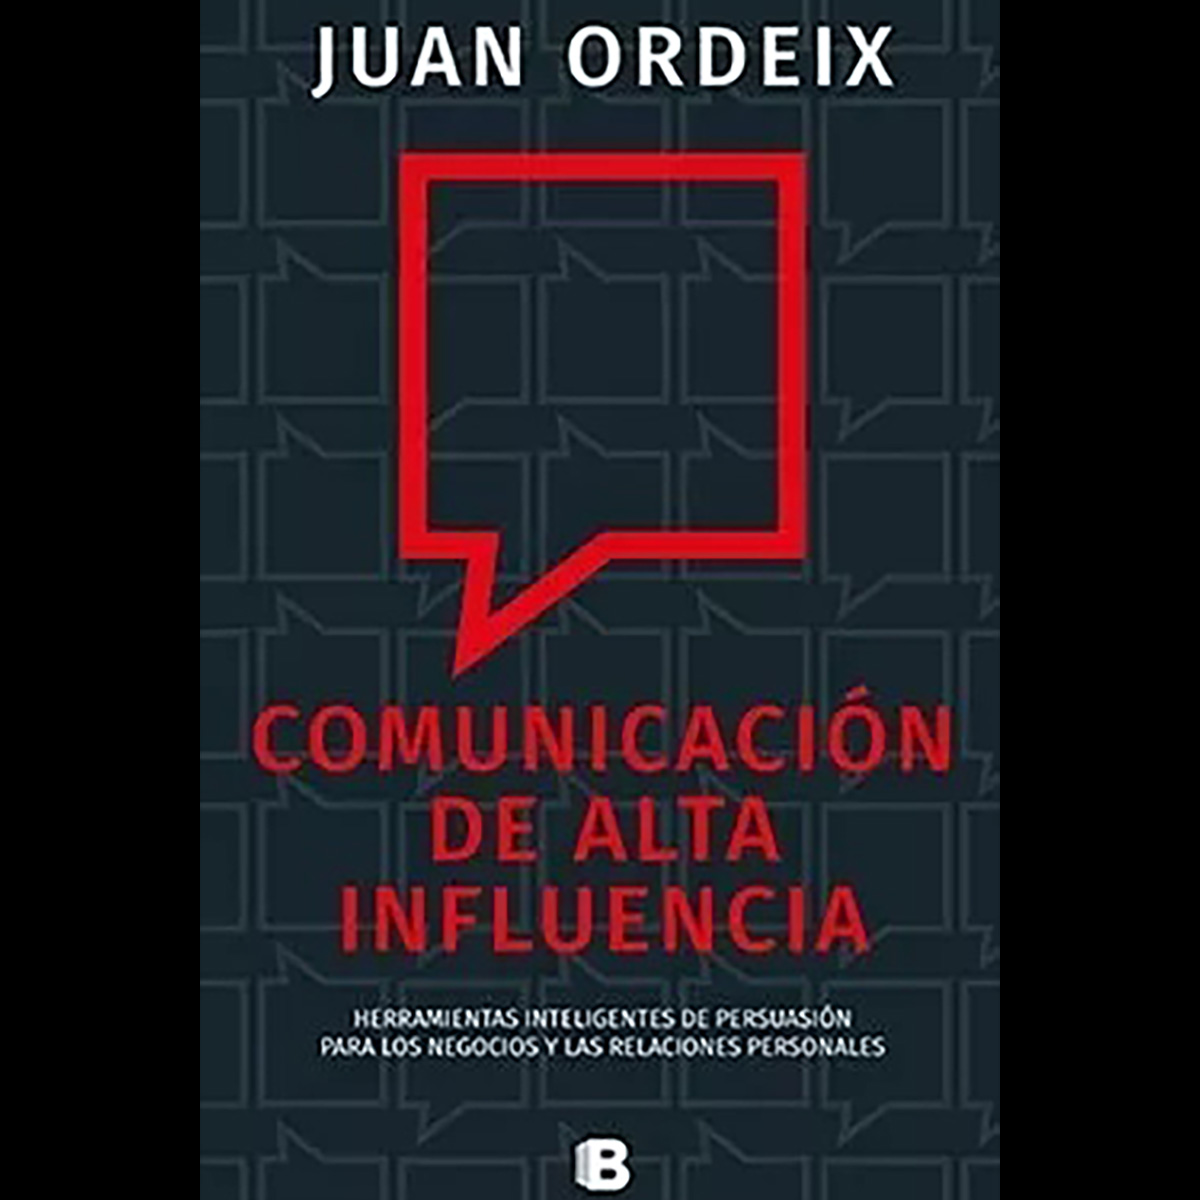 JUAN ORDEIX
COMUNICACIÓN
DE ALTA
INFLUENCIA
HERRAMIENTAS INTELIGENTES DE PERSUASIÓN
PARA LOS NEGOCIOS Y LAS RELACIONES PERSONALES
B